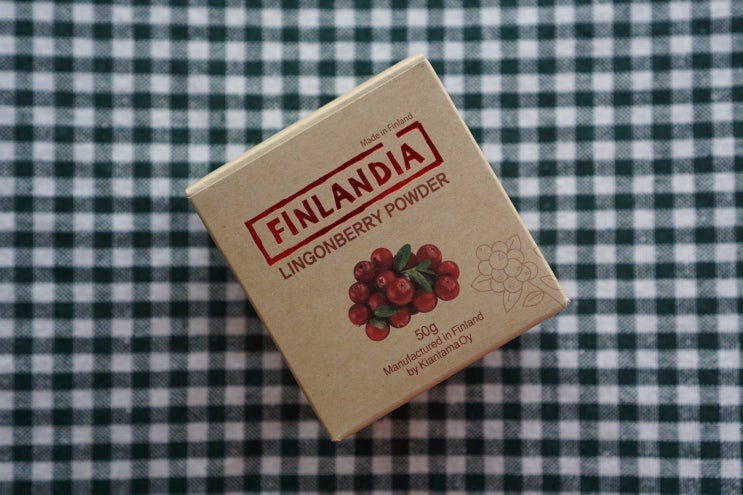 Made in Finland
FINLANDIA
LINGONBERRY POWDER
50g
Manufactured in Finland
by Kiantama Oy